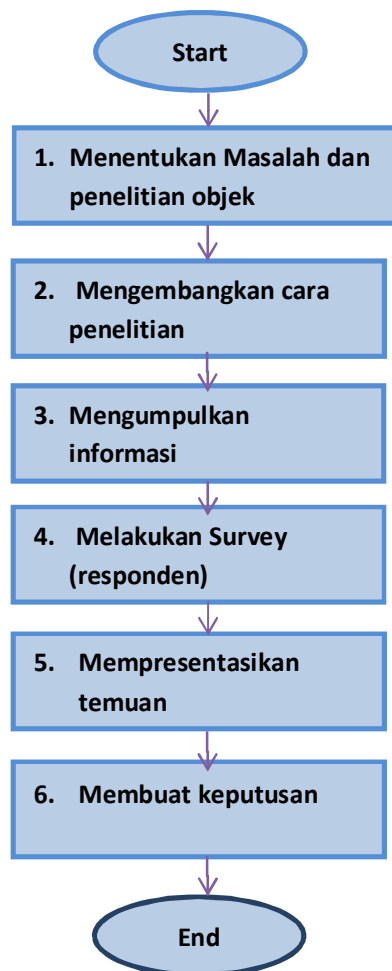 Start
1. Menentukan Masalah dan
penelitian objek
2. Mengembangkan cara
penelitian
3. Mengumpulkan
informasi
4. Melakukan Survey
(responden)
5. Mempresentasikan
temuan
6. Membuat keputusan
End